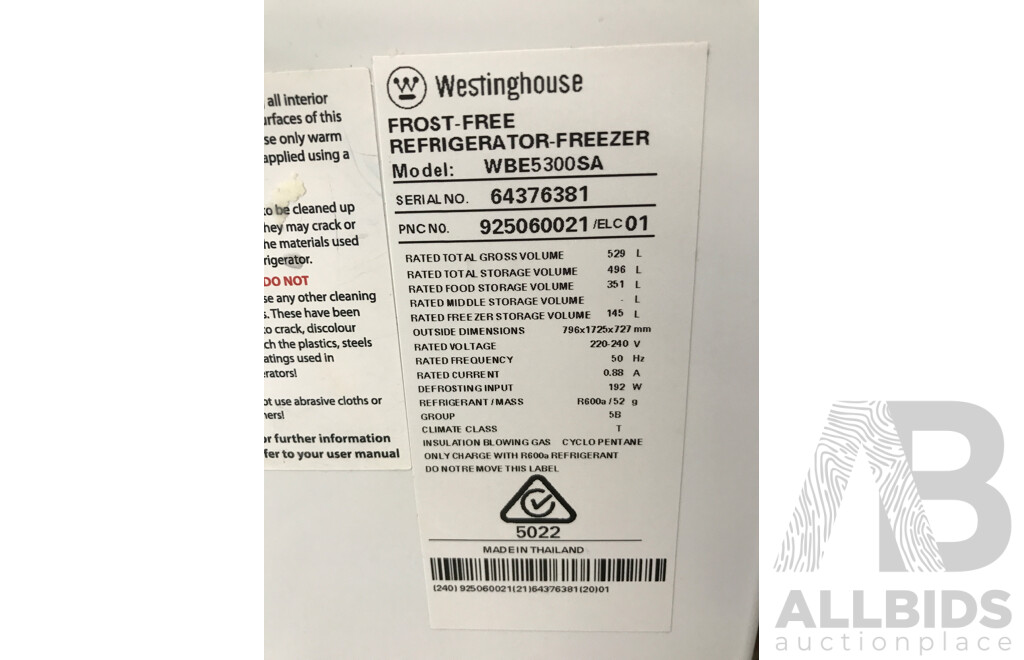 all interior
rfaces of this
se only warm
applied using a
o be cleaned up
hey may crack or
he materials used
rigerator.
DO NOT
se any other cleaning
s. These have been
o crack, discolour
ch the plastics, steels
atings used in
rators!
ot use abrasive cloths or
ners!
or further information
fer to your user manual
Westinghouse
FROST-FREE
REFRIGERATOR-FREEZER
Model: WBE5300SA
SERIAL NO. 64376381
PNC NO. 925060021 /ELC 01
RATED TOTAL GROSS VOLUME 529 L
RATED TOTAL STORAGE VOLUME 496 L
RATED FOOD STORAGE VOLUME 351 L
RATED MIDDLE STORAGE VOLUME - L
RATED FREEZER STORAGE VOLUME 145 L
OUTSIDE DIMENSIONS 796x1725x727 mm
RATED VOLTAGE 220-240 V
RATED FREQUENCY 50 Hz
RATED CURRENT 0.88 A
DEFROSTING INPUT 192 W
REFRIGERANT / MASS R600a / 52 g
GROUP 5B
CLIMATE CLASS T
INSULATION BLOWING GAS CYCLO PENTANE
ONLY CHARGE WITH R600a REFRIGERANT
DO NOT REMOVE THIS LABEL
5022
MADE IN THAILAND
(240) 925060021(21)64376381(20)01
AB
ALLBIDS
auctionplace